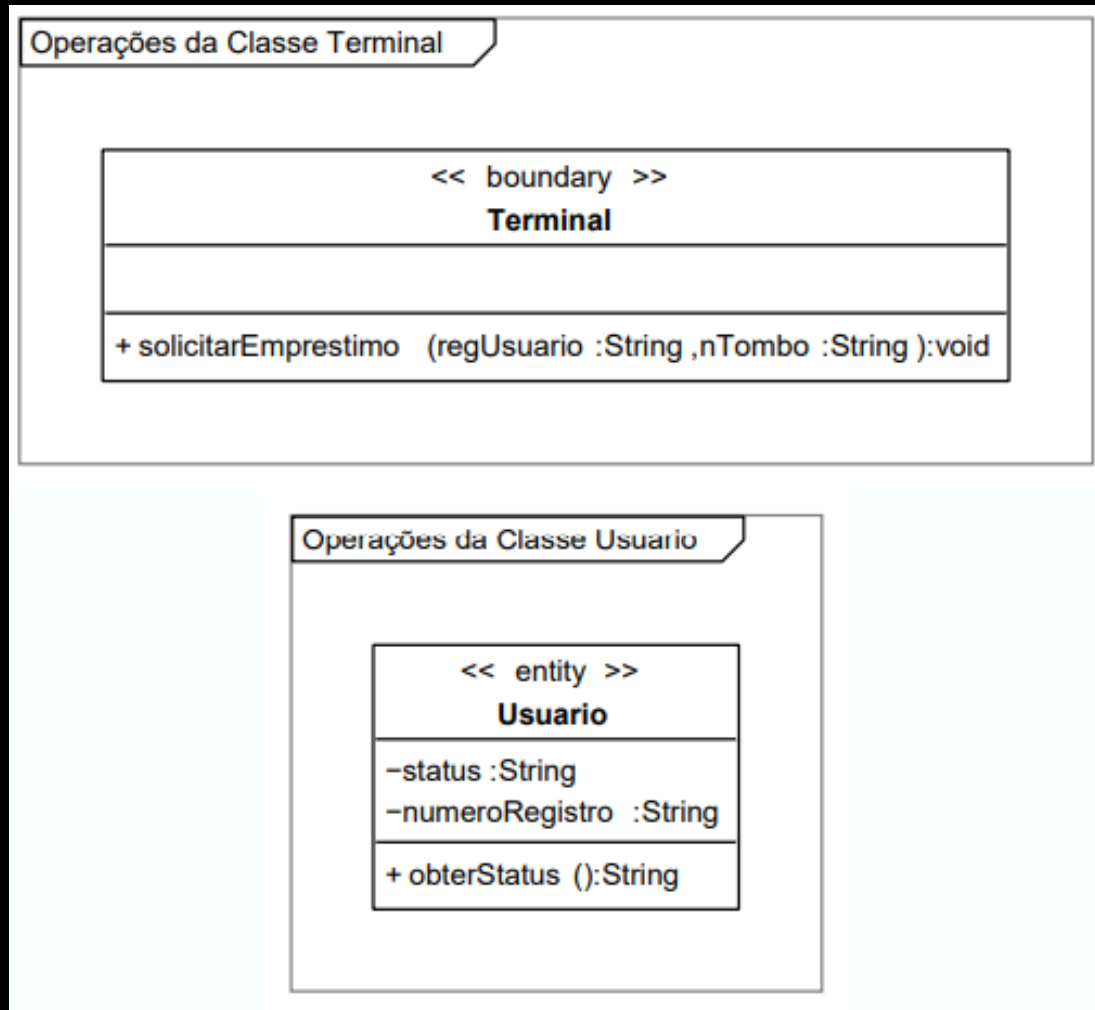 Operações da Classe Terminal
<< boundary >>
Terminal
+ solicitarEmprestimo (regUsuario :String ,nTombo :String ):void
Operações da Classe Usuario
<< entity >>
Usuario
−status :String
−numeroRegistro :String
+ obterStatus ():String